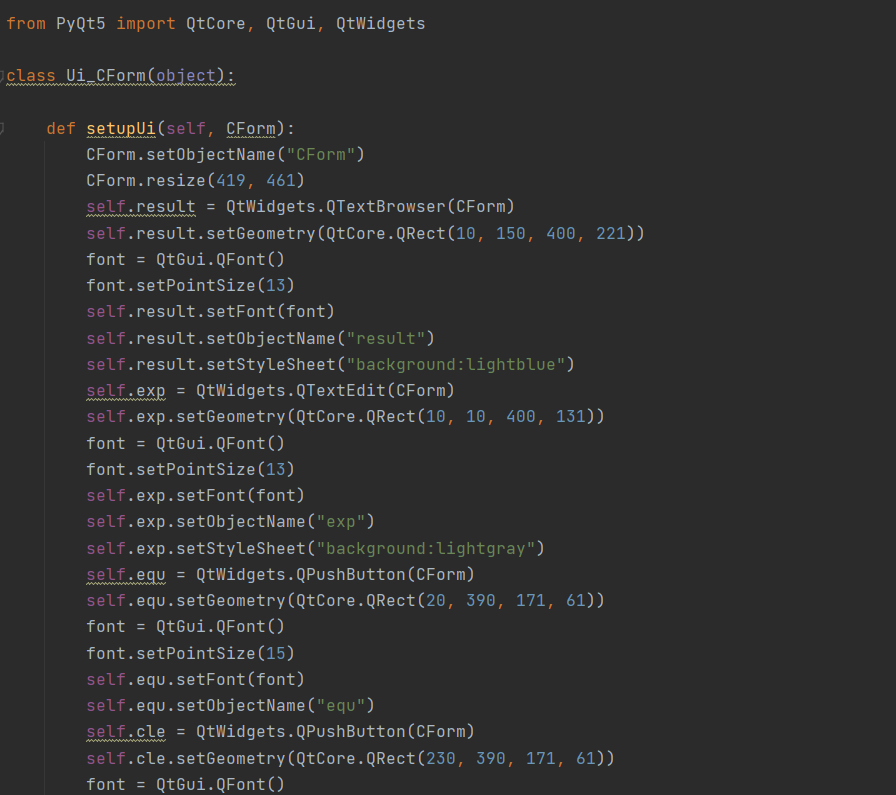 from PyQt5 import QtCore, QtGui, QtWidgets
class Ui_CForm(object):
def setupUi(self, CForm):
CForm.setObjectName("CForm")
CForm.resize(419, 461)
self.result = QtWidgets.QTextBrowser(CForm)
self.result.setGeometry(QtCore.QRect(10, 150, 400, 221))
font = QtGui.QFont()
font.setPointSize(13)
self.result.setFont(font)
self.result.setObjectName("result")
self.result.setStyleSheet("background:lightblue")
self.exp = QtWidgets.QTextEdit(CForm)
self.exp.setGeometry(QtCore.QRect(10, 10, 400, 131))
font = QtGui.QFont()
font.setPointSize(13)
self.exp.setFont(font)
self.exp.setObjectName("exp")
self.exp.setStyleSheet("background:lightgray")
self.equ = QtWidgets.QPushButton(CForm)
self.equ.setGeometry(QtCore.QRect(20, 390, 171, 61))
font = QtGui.QFont()
font.setPointSize(15)
self.equ.setFont(font)
self.equ.setObjectName("equ")
self.cle = QtWidgets.QPushButton(CForm)
self.cle.setGeometry(QtCore.QRect(230, 390, 171, 61))
font = QtGui.QFont()